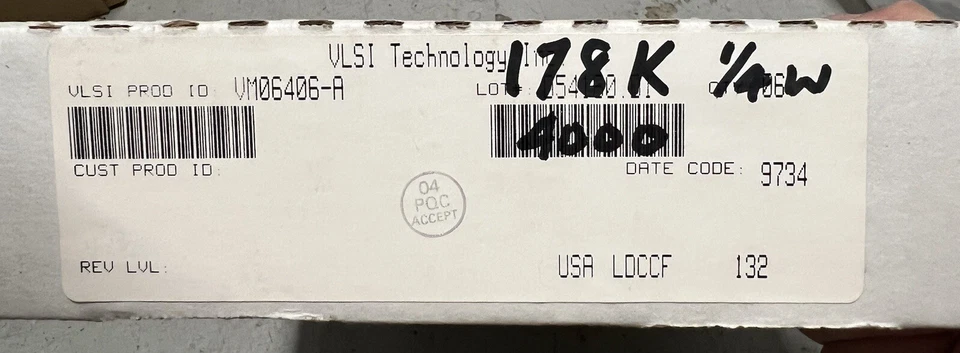 VLSI Technology
178K 1/4W
VLSI PROD ID: VM06406-A
LOT#:
4000
CUST PROD ID:
DATE CODE: 9734
04
PQC
ACCEPT
REV LVL:
USA LDCCF 132